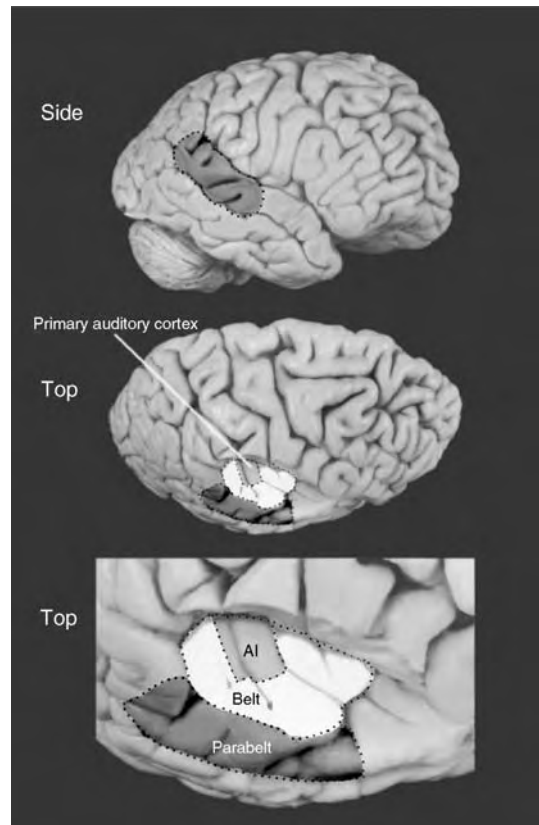 Side
Primary auditory cortex
Top
Top
AI
Belt
Parabelt